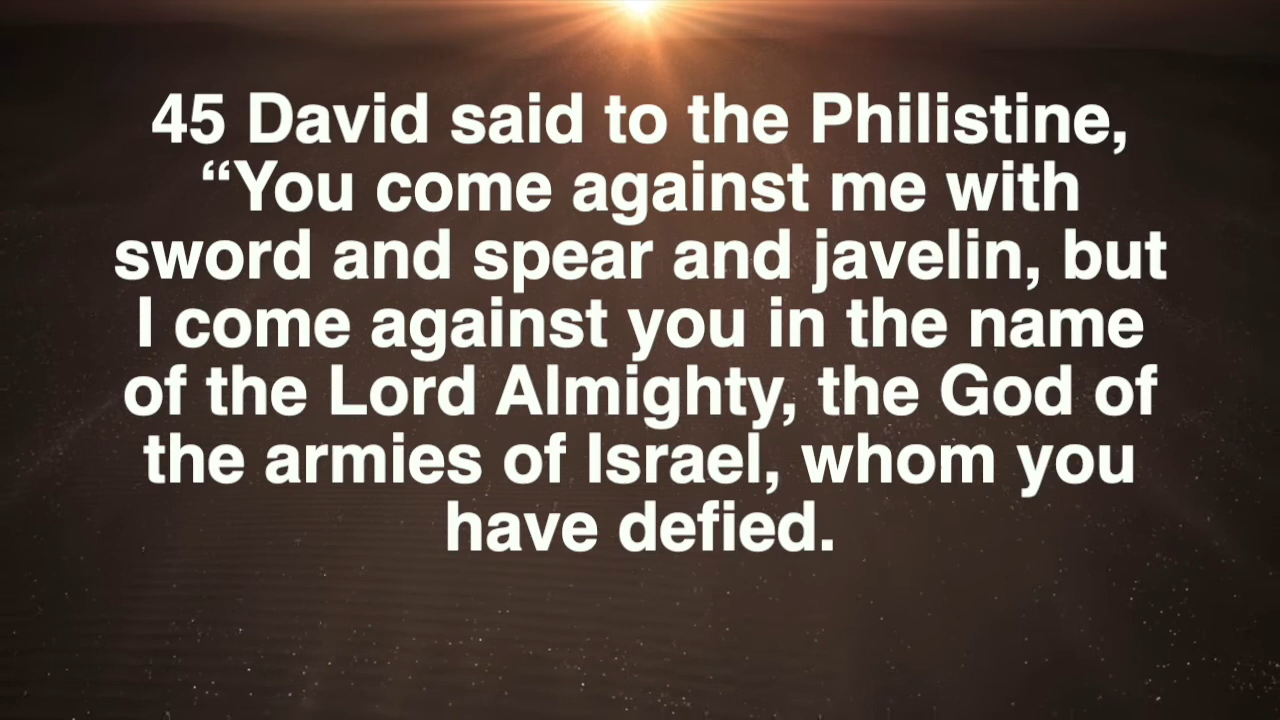 45 David said to the Philistine,
“You come against me with
sword and spear and javelin, but
I come against you in the name
of the Lord Almighty, the God of
the armies of Israel, whom you
have defied.